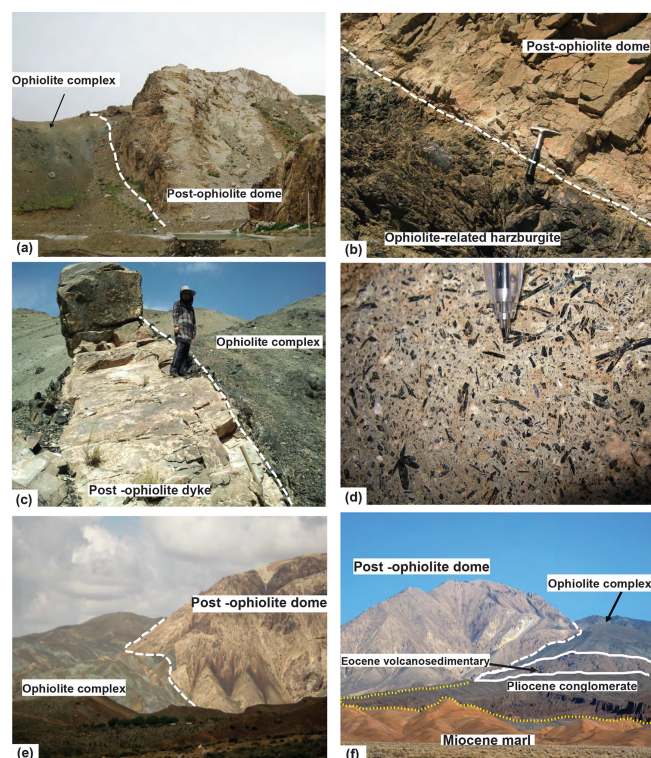 Ophiolite complex
Post-ophiolite dome
(a)
Post-ophiolite dome
Ophiolite-related harzburgite
(b)
Ophiolite complex
Post -ophiolite dyke
(c)
(d)
Post -ophiolite dome
Ophiolite complex
(e)
Post -ophiolite dome
Ophiolite complex
Eocene volcanosedimentary
Pliocene conglomerate
Miocene marl
(f)